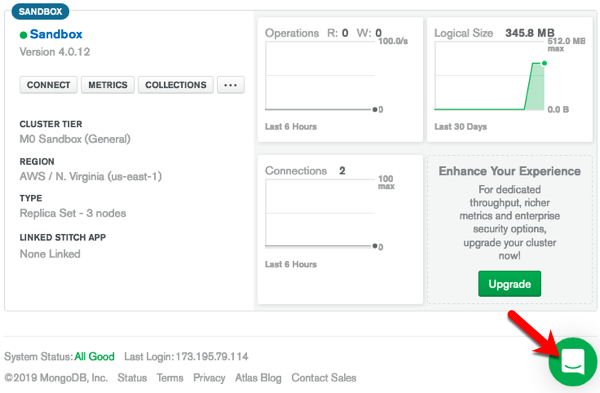 SANDBOX
Sandbox
Version 4.0.12
CONNECT METRICS COLLECTIONS ...
CLUSTER TIER
M0 Sandbox (General)
REGION
AWS / N. Virginia (us-east-1)
TYPE
Replica Set - 3 nodes
LINKED STITCH APP
None Linked
Operations R: 0 W: 0
100.0/s
0
Last 6 Hours
Logical Size 345.8 MB
512.0 MB
max
0.0 B
Last 30 Days
Connections 2
100
max
0
Last 6 Hours
Enhance Your Experience
For dedicated
throughput, richer
metrics and enterprise
security options,
upgrade your cluster
now!
Upgrade
System Status: All Good Last Login: 173.195.79.114
©2019 MongoDB, Inc. Status Terms Privacy Atlas Blog Contact Sales